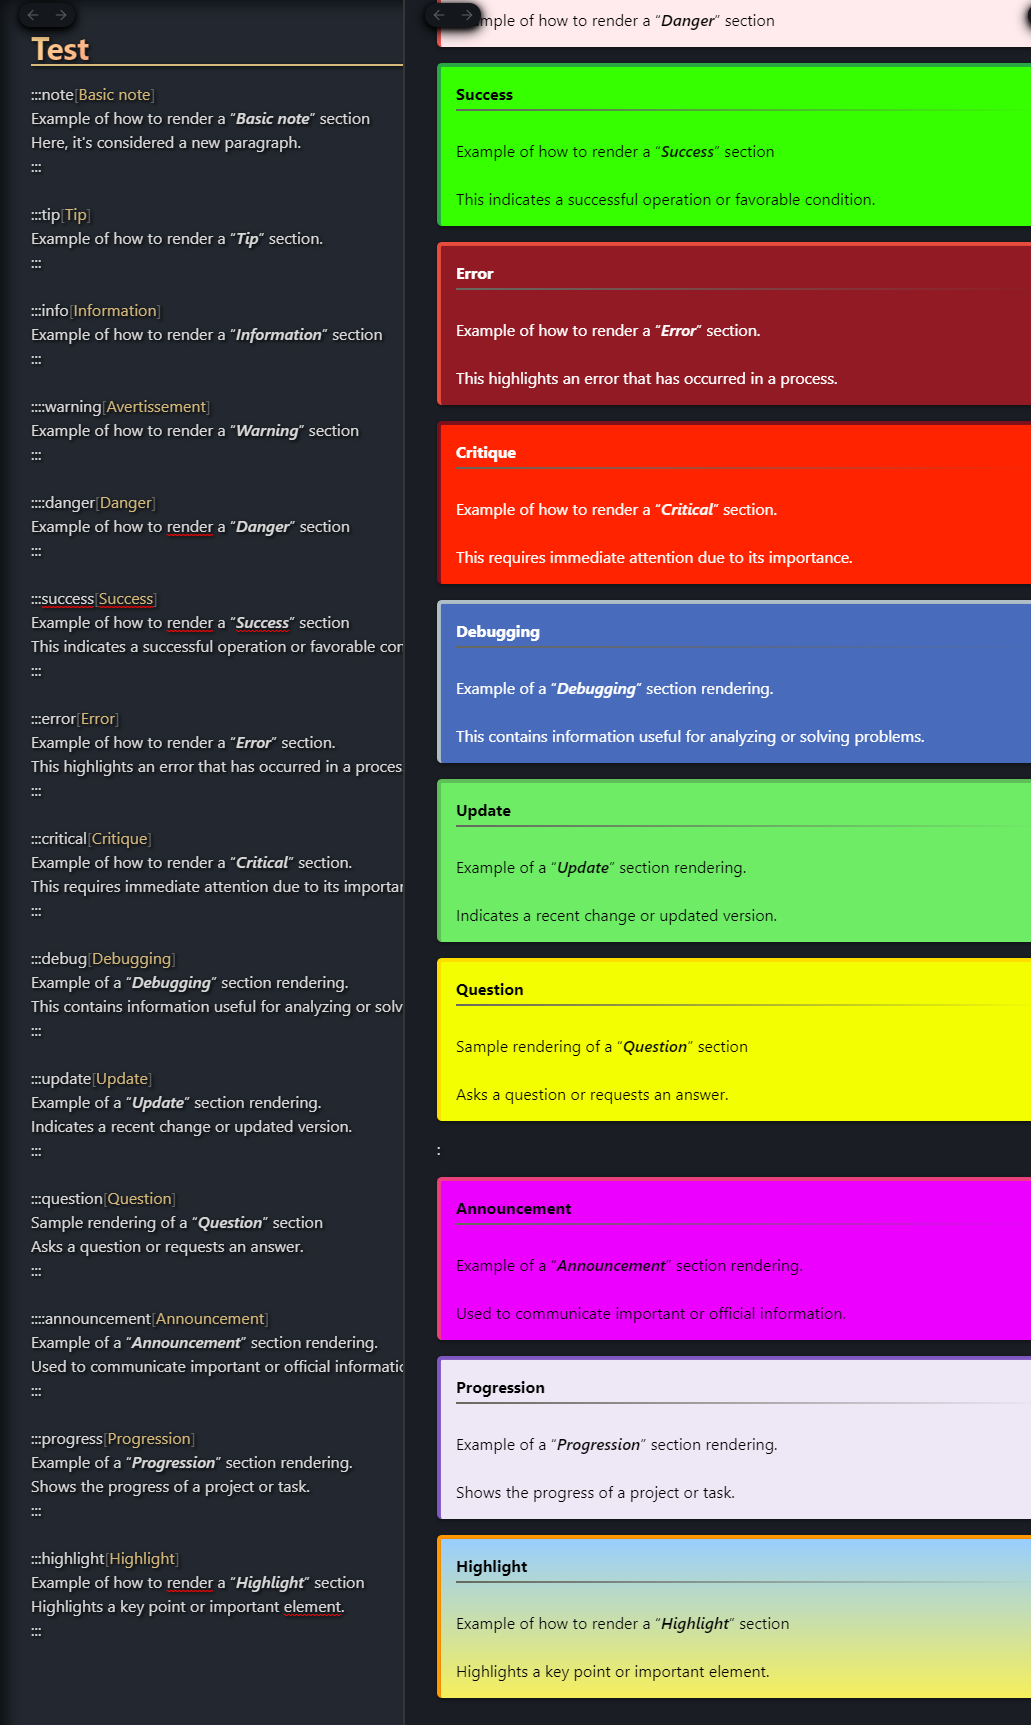 Test
:::note[Basic note]
Example of how to render a “Basic note” section
Here, it's considered a new paragraph.
:::
:::tip[Tip]
Example of how to render a “Tip” section.
:::
:::info[Information]
Example of how to render a “Information” section
:::
::::warning[Avertissement]
Example of how to render a “Warning” section
:::
::::danger[Danger]
Example of how to render a “Danger” section
:::
:::success[Success]
Example of how to render a “Success” section
This indicates a successful operation or favorable con
:::
:::error[Error]
Example of how to render a “Error” section.
This highlights an error that has occurred in a proces
:::
:::critical[Critique]
Example of how to render a “Critical” section.
This requires immediate attention due to its importan
:::
:::debug[Debugging]
Example of a “Debugging” section rendering.
This contains information useful for analyzing or solv
:::
:::update[Update]
Example of a “Update” section rendering.
Indicates a recent change or updated version.
:::
:::question[Question]
Sample rendering of a “Question” section
Asks a question or requests an answer.
:::
::::announcement[Announcement]
Example of a “Announcement” section rendering.
Used to communicate important or official informatic
:::
:::progress[Progression]
Example of a “Progression” section rendering.
Shows the progress of a project or task.
:::
:::highlight[Highlight]
Example of how to render a “Highlight” section
Highlights a key point or important element.
:::
mple of how to render a “Danger” section
Success
Example of how to render a “Success” section
This indicates a successful operation or favorable condition.
Error
Example of how to render a “Error” section.
This highlights an error that has occurred in a process.
Critique
Example of how to render a “Critical” section.
This requires immediate attention due to its importance.
Debugging
Example of a “Debugging” section rendering.
This contains information useful for analyzing or solving problems.
Update
Example of a “Update” section rendering.
Indicates a recent change or updated version.
Question
Sample rendering of a “Question” section
Asks a question or requests an answer.
:
Announcement
Example of a “Announcement” section rendering.
Used to communicate important or official information.
Progression
Example of a “Progression” section rendering.
Shows the progress of a project or task.
Highlight
Example of how to render a “Highlight” section
Highlights a key point or important element.